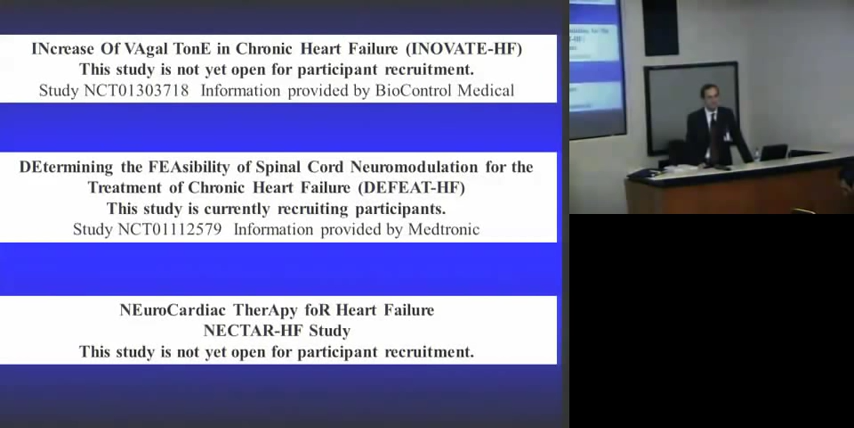 INcrease Of VAgal TonE in Chronic Heart Failure (INOVATE-HF)
This study is not yet open for participant recruitment.
Study NCT01303718 Information provided by BioControl Medical
DEtermining the FEAsibility of Spinal Cord Neuromodulation for the
Treatment of Chronic Heart Failure (DEFEAT-HF)
This study is currently recruiting participants.
Study NCT01112579 Information provided by Medtronic
NEuroCardiac TherApy foR Heart Failure
NECTAR-HF Study
This study is not yet open for participant recruitment.